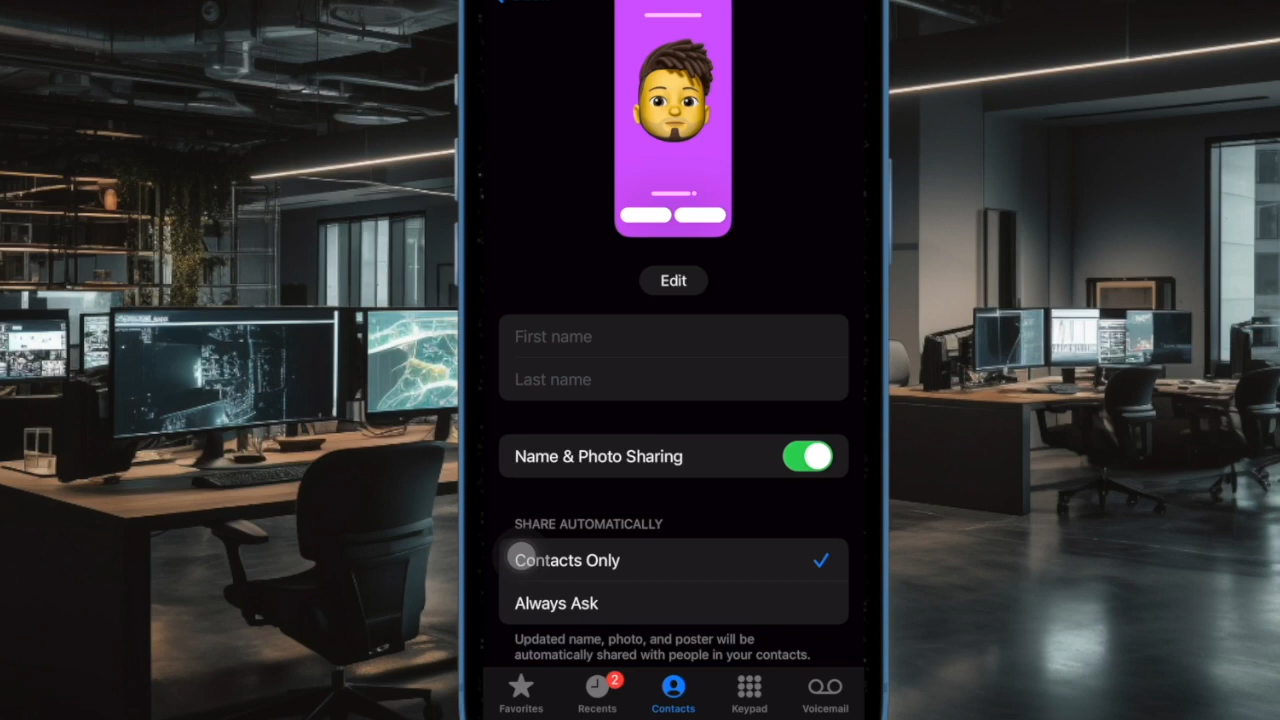 Edit
First name
Last name
Name & Photo Sharing
SHARE AUTOMATICALLY
Contacts Only
Always Ask
Updated name, photo, and poster will be
automatically shared with people in your contacts.
2
Favorites
Recents
Contacts
Keypad
Voicemail